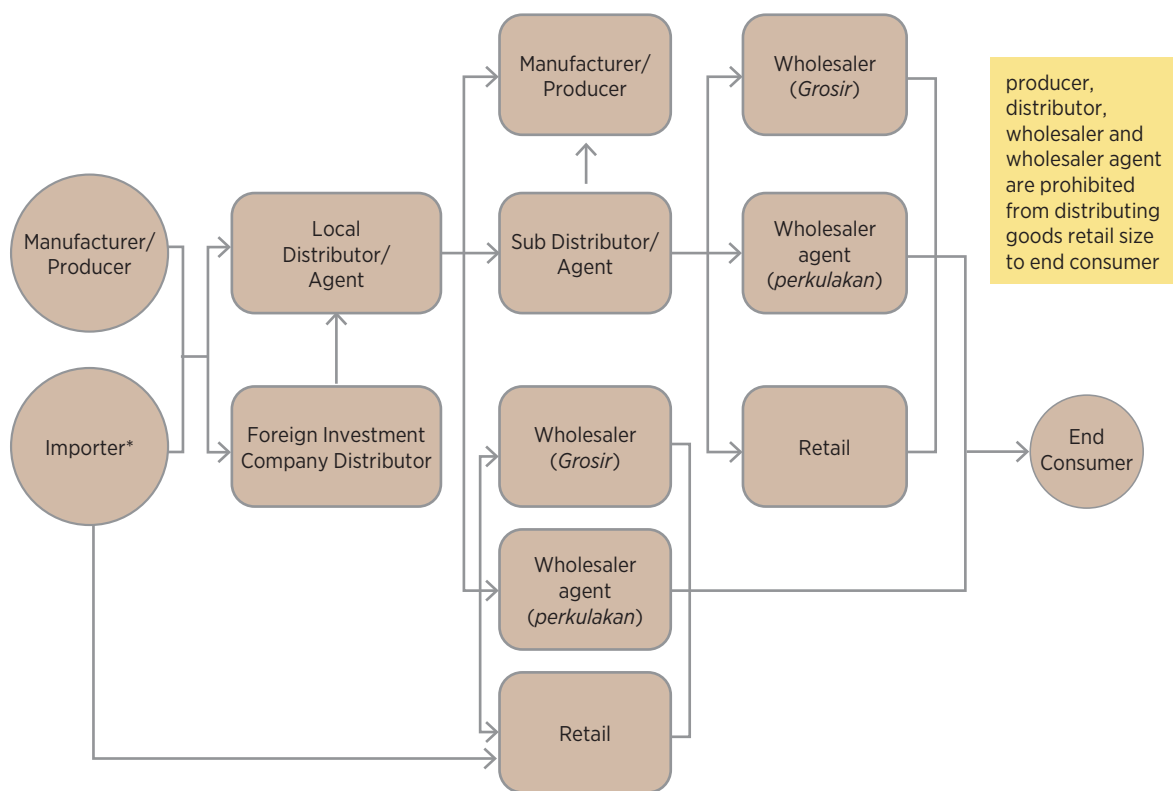 Manufacturer/
Producer
Importer*
Local
Distributor/
Agent
Foreign Investment
Company Distributor
Manufacturer/
Producer
Sub Distributor/
Agent
Wholesaler
(Grosir)
Wholesaler
agent
(perkulakan)
Retail
Wholesaler
(Grosir)
Wholesaler
agent
(perkulakan)
Retail
producer,
distributor,
wholesaler and
wholesaler agent
are prohibited
from distributing
goods retail size
to end consumer
End
Consumer